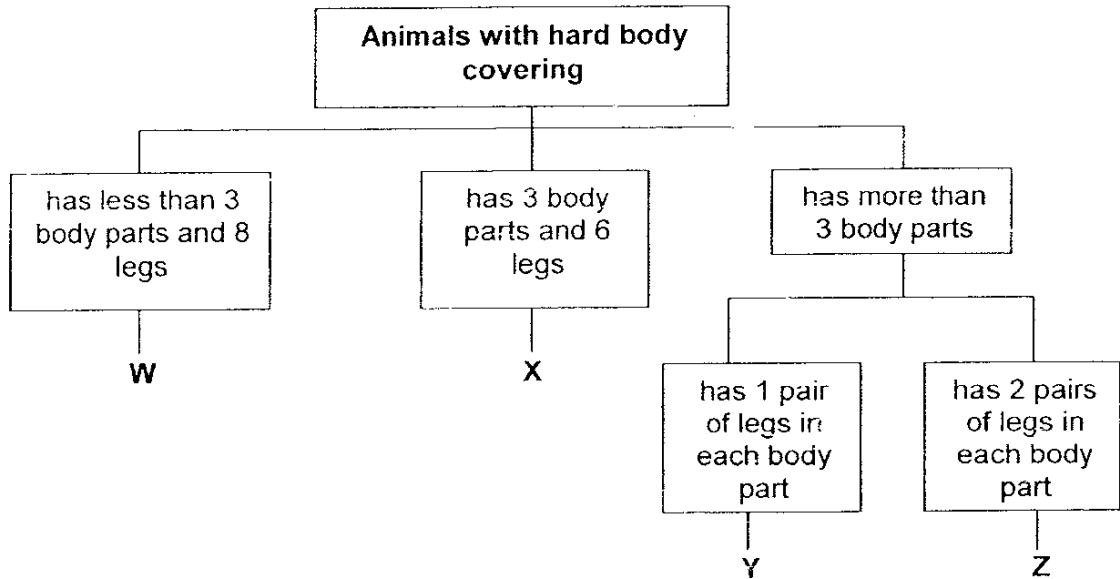 Animals with hard body
covering
has less than 3
body parts and 8
legs
has 3 body
parts and 6
legs
has more than
3 body parts
W
X
has 1 pair
of legs in
each body
part
has 2 pairs
of legs in
each body
part
Y
Z